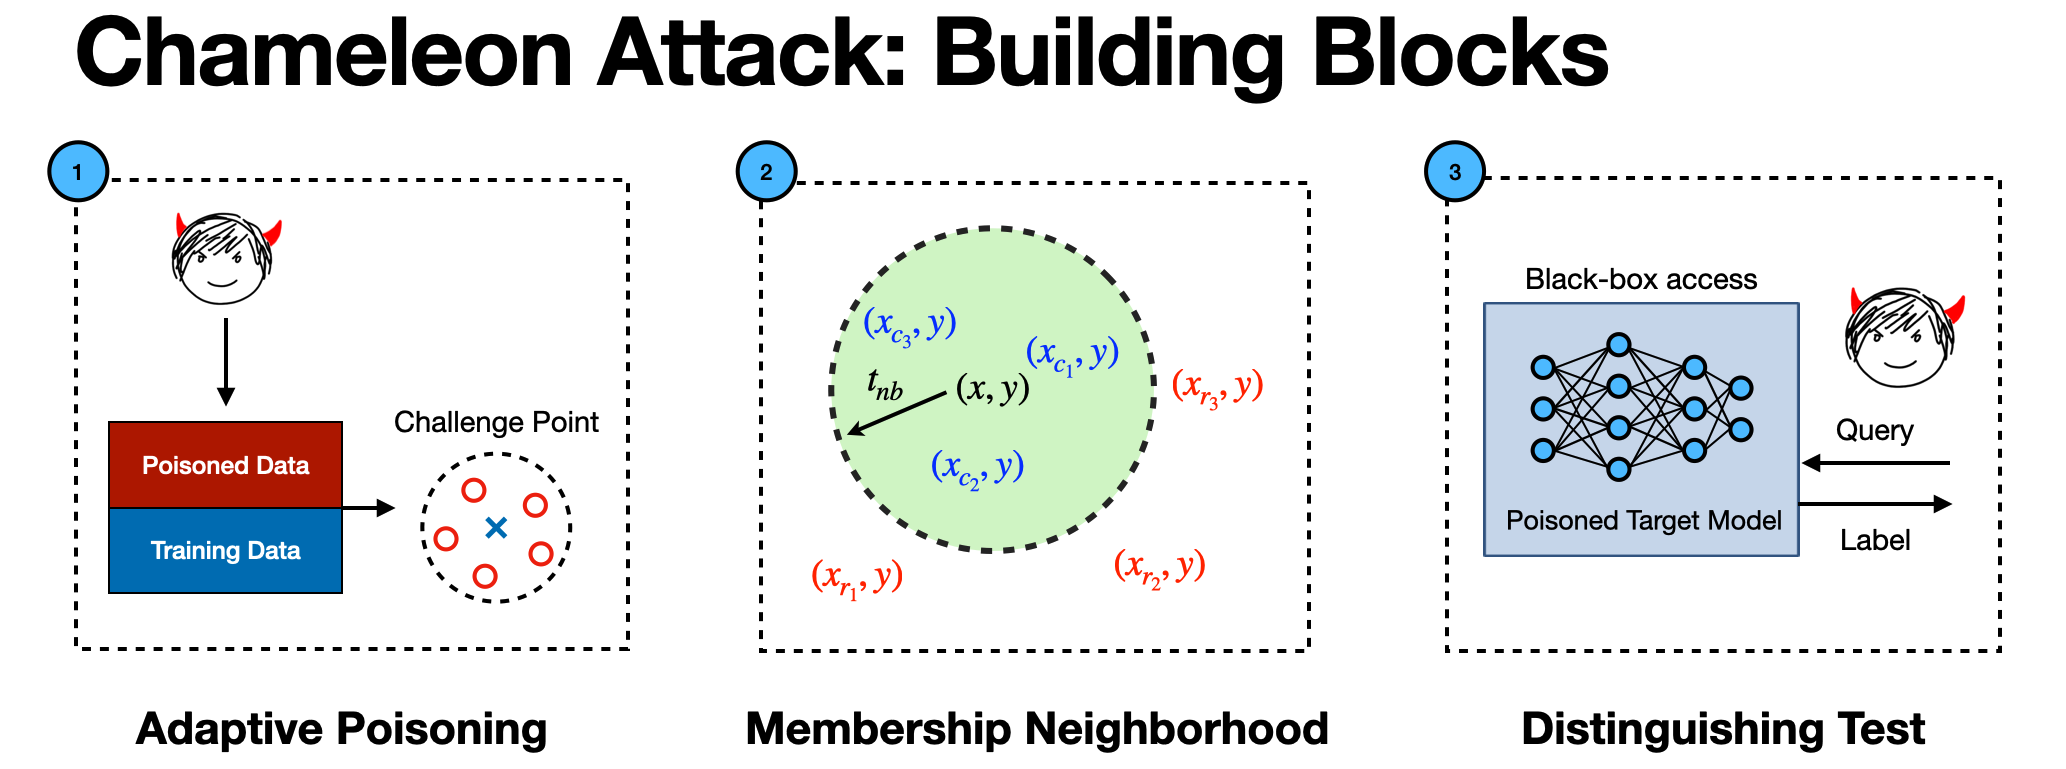 Chameleon Attack: Building Blocks
1
Poisoned Data
Training Data
Challenge Point
Adaptive Poisoning
2
(x_{c_3}, y)
(x_{c_1}, y)
t_{nb}
(x, y)
(x_{r_3}, y)
(x_{c_2}, y)
(x_{r_1}, y)
(x_{r_2}, y)
Membership Neighborhood
3
Black-box access
Poisoned Target Model
Query
Label
Distinguishing Test